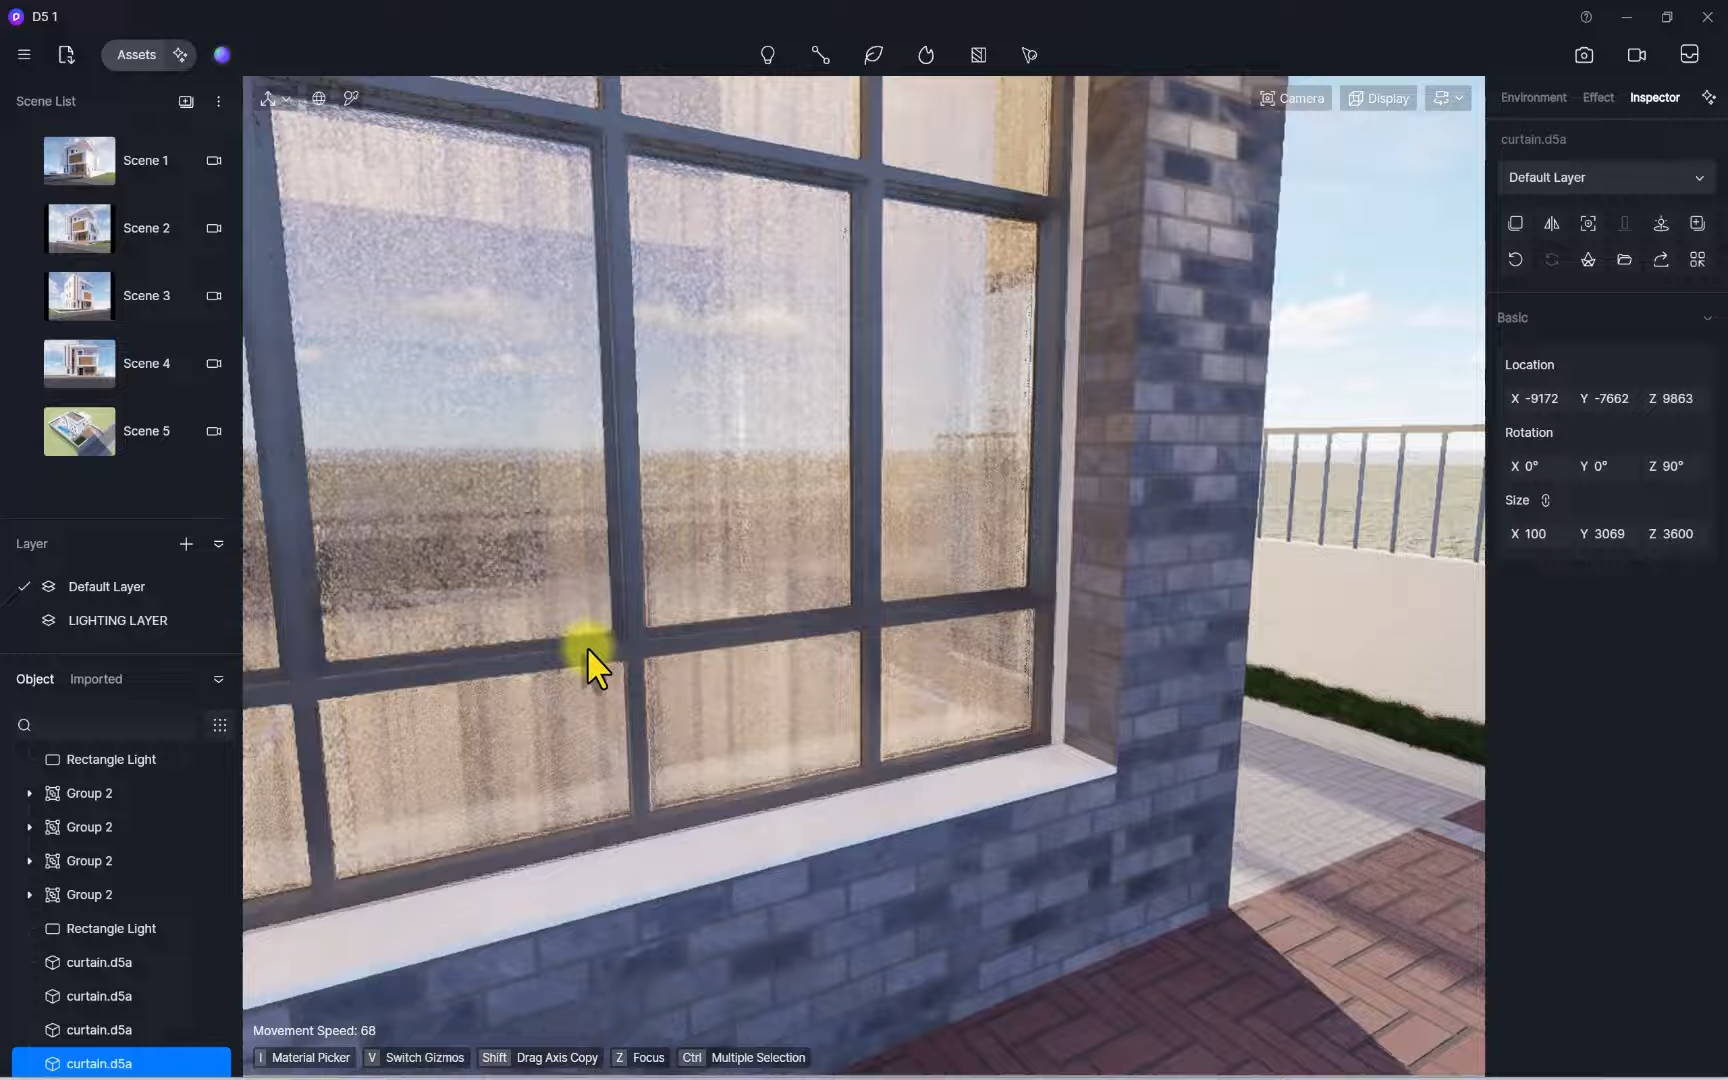 D5 1
Assets
Scene List
Scene 1
Scene 2
Scene 3
Scene 4
Scene 5
Layer
Default Layer
LIGHTING LAYER
Object Imported
Rectangle Light
Group 2
Group 2
Group 2
Group 2
Rectangle Light
curtain.d5a
curtain.d5a
curtain.d5a
curtain.d5a
Camera Display
Movement Speed: 68
I Material Picker V Switch Gizmos Shift Drag Axis Copy Z Focus Ctrl Multiple Selection
Environment Effect Inspector
curtain.d5a
Default Layer
Basic
Location
X -9172 Y -7662 Z 9863
Rotation
X 0° Y 0° Z 90°
Size
X 100 Y 3069 Z 3600